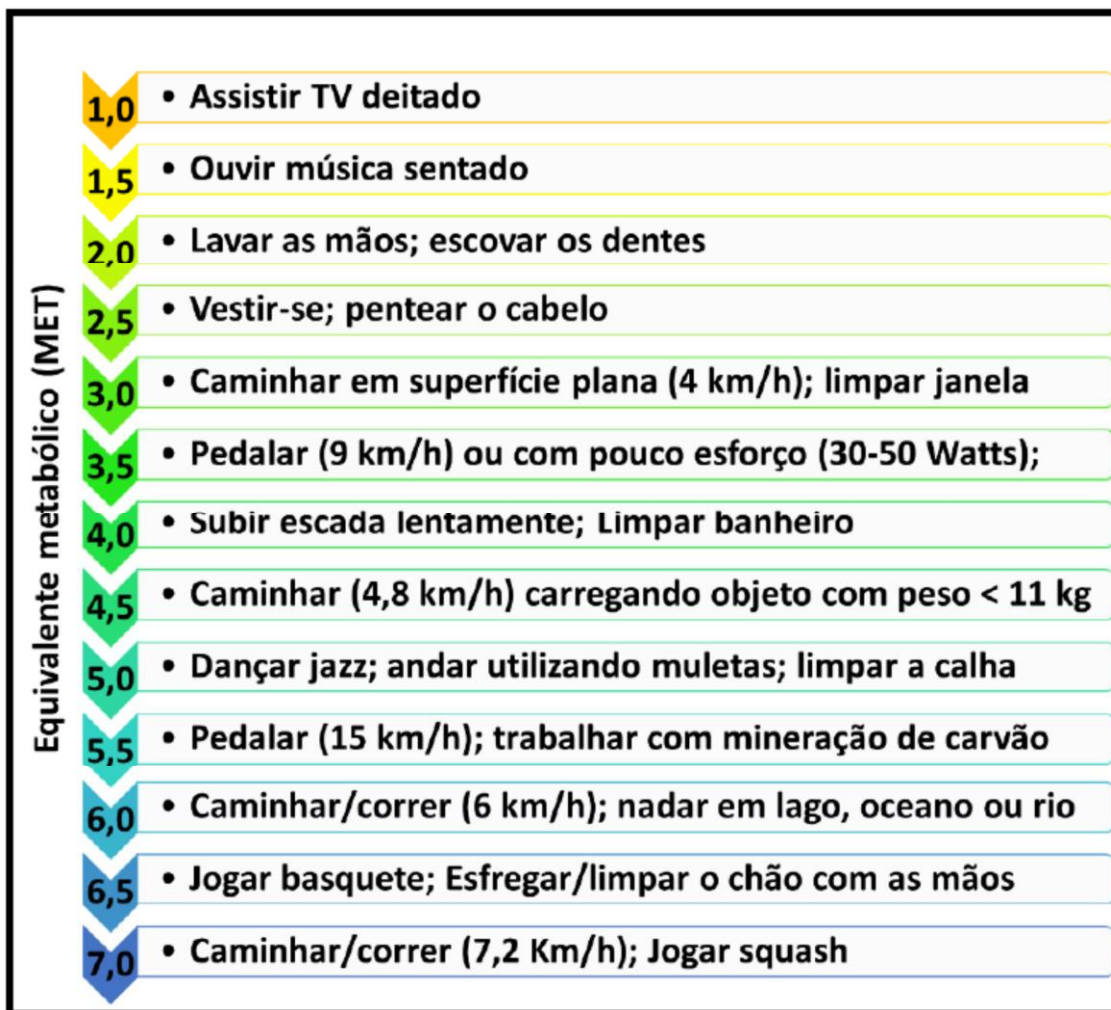 Equivalente metabólico (MET)
1,0 • Assistir TV deitado
1,5 • Ouvir música sentado
2,0 • Lavar as mãos; escovar os dentes
2,5 • Vestir-se; pentear o cabelo
3,0 • Caminhar em superfície plana (4 km/h); limpar janela
3,5 • Pedalar (9 km/h) ou com pouco esforço (30-50 Watts);
4,0 • Subir escada lentamente; Limpar banheiro
4,5 • Caminhar (4,8 km/h) carregando objeto com peso < 11 kg
5,0 • Dançar jazz; andar utilizando muletas; limpar a calha
5,5 • Pedalar (15 km/h); trabalhar com mineração de carvão
6,0 • Caminhar/correr (6 km/h); nadar em lago, oceano ou rio
6,5 • Jogar basquete; Esfregar/limpar o chão com as mãos
7,0 • Caminhar/correr (7,2 Km/h); Jogar squash